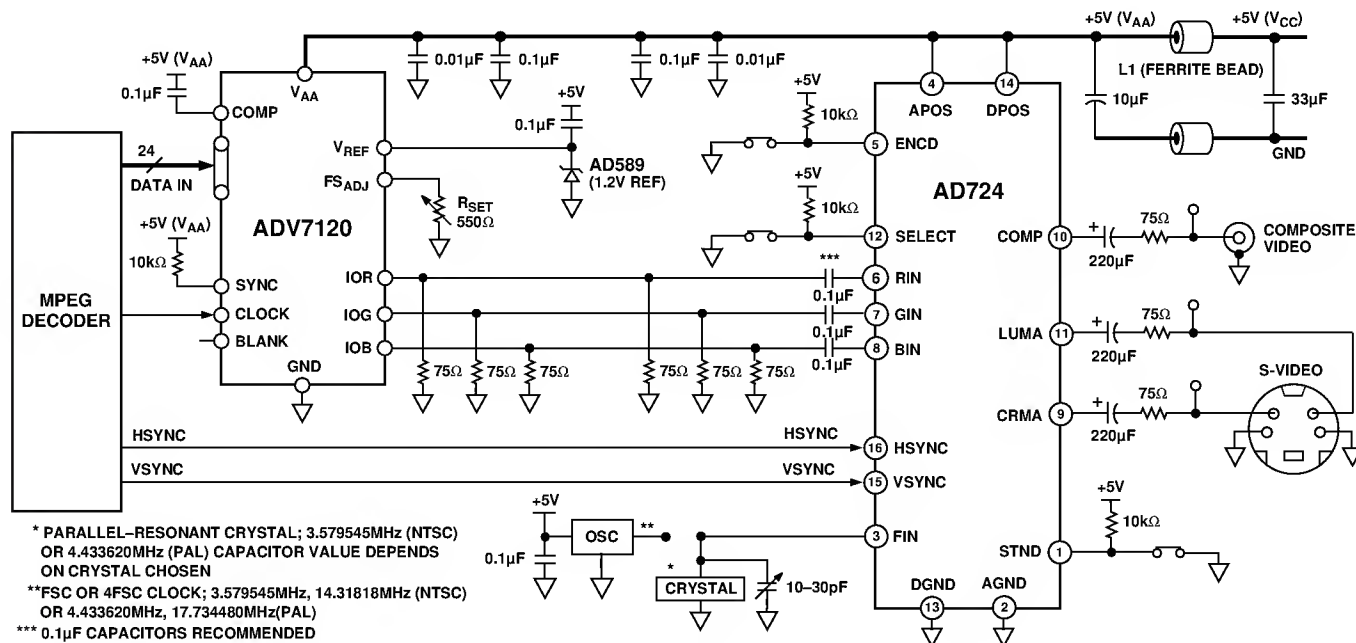 +5V (VAA)
+5V (VCC)
L1 (FERRITE BEAD)
10µF
33µF
GND
0.01µF
0.1µF
0.1µF
0.01µF
+5V (VAA)
0.1µF
VAA
COMP
MPEG
DECODER
24
DATA IN
+5V (VAA)
10kΩ
SYNC
CLOCK
BLANK
GND
ADV7120
VREF
FSADJ
IOR
IOG
IOB
+5V
0.1µF
AD589
(1.2V REF)
RSET
550Ω
75Ω
75Ω
75Ω
75Ω
75Ω
75Ω
***
0.1µF
0.1µF
0.1µF
+5V
10kΩ
+5V
10kΩ
4
APOS
14
DPOS
5
ENCD
AD724
12
SELECT
6
RIN
7
GIN
8
BIN
COMP
10
LUMA
11
CRMA
9
16
HSYNC
15
VSYNC
3
FIN
STND
1
DGND
13
AGND
2
+
220µF
75Ω
COMPOSITE
VIDEO
+
220µF
75Ω
S-VIDEO
+
220µF
75Ω
+5V
10kΩ
HSYNC
HSYNC
VSYNC
VSYNC
+5V
0.1µF
OSC
**
*
CRYSTAL
10–30pF
* PARALLEL–RESONANT CRYSTAL; 3.579545MHz (NTSC)
OR 4.433620MHz (PAL) CAPACITOR VALUE DEPENDS
ON CRYSTAL CHOSEN
**FSC OR 4FSC CLOCK; 3.579545MHz, 14.31818MHz (NTSC)
OR 4.433620MHz, 17.734480MHz(PAL)
*** 0.1µF CAPACITORS RECOMMENDED